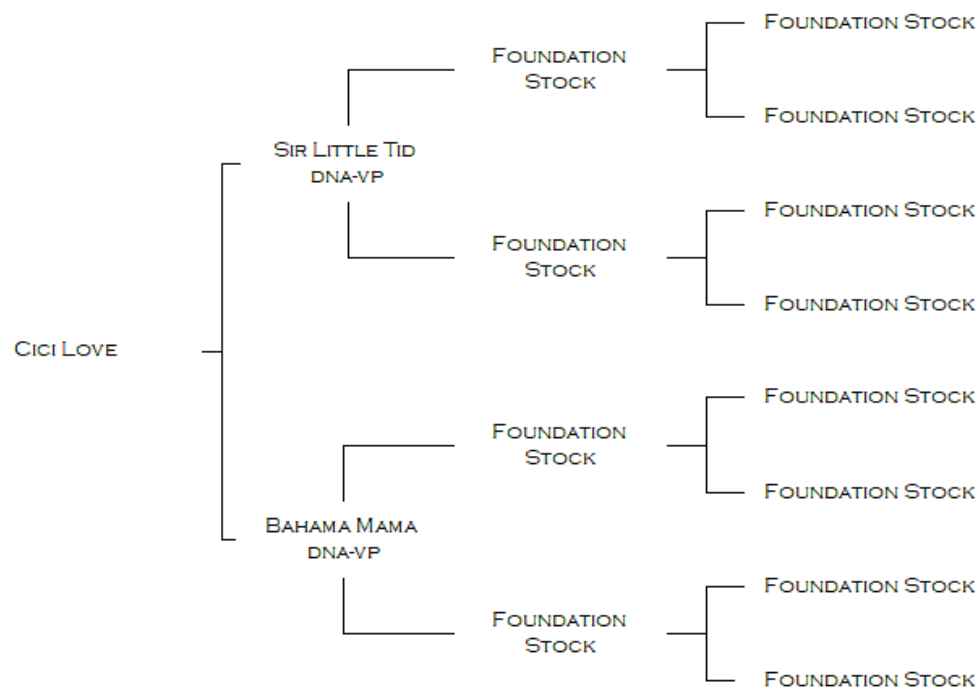 Foundation Stock
Foundation
Stock
Foundation Stock
Sir Little Tid
DNA-VP
Foundation Stock
Foundation
Stock
Foundation Stock
Cici Love
Foundation Stock
Foundation
Stock
Foundation Stock
Bahama Mama
DNA-VP
Foundation Stock
Foundation
Stock
Foundation Stock